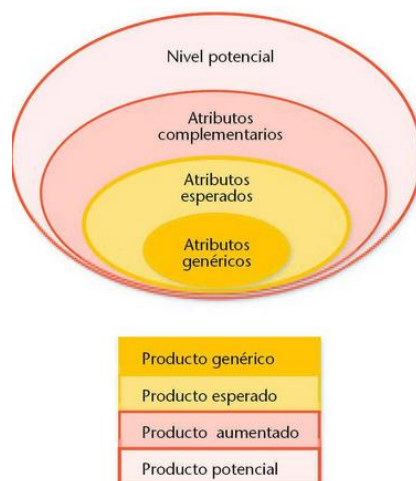 Nivel potencial
Atributos
complementarios
Atributos
esperados
Atributos
genéricos
Producto genérico
Producto esperado
Producto aumentado
Producto potencial